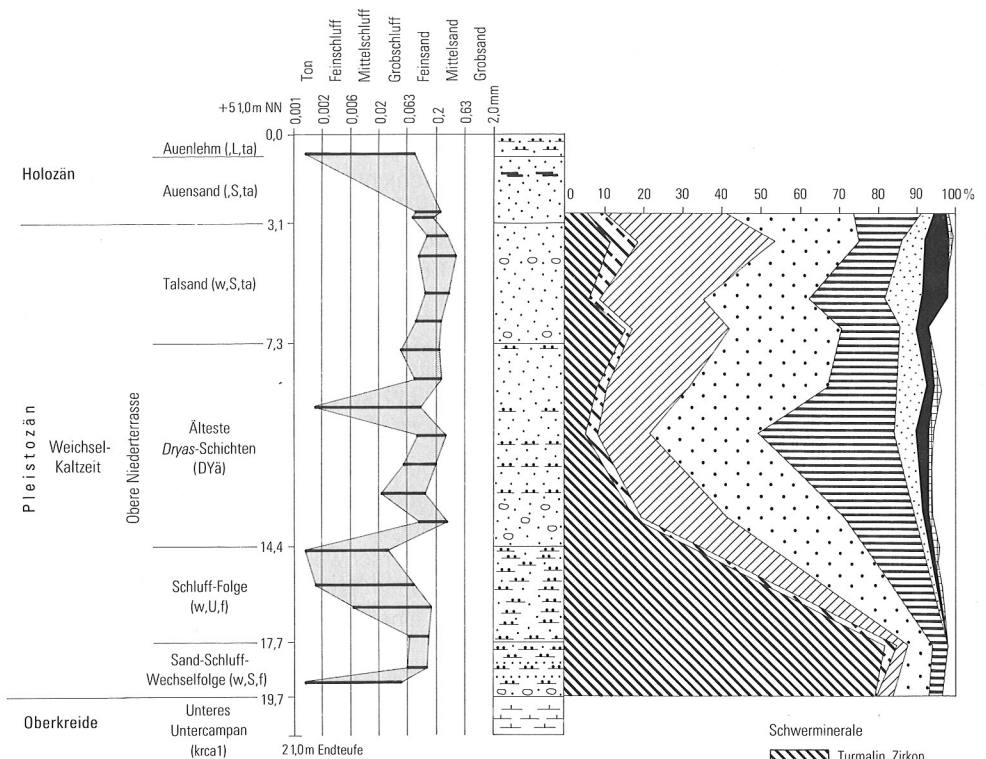 Ton
Feinschluff
Mittelschluff
Grobschluff
Feinsand
Mittelsand
Grobsand
+51,0m NN
0,001
0,002
0,006
0,02
0,063
0,2
0,63
2,0mm
0,0
Auenlehm (,L,ta)
Holozän
Auensand (,S,ta)
3,1
0 10 20 30 40 50 60 70 80 90 100 %
Talsand (w,S,ta)
7,3
Pleistozän
Weichsel-
Kaltzeit
Obere Niederterrasse
Älteste
Dryas-Schichten
(DYä)
14,4
Schluff-Folge
(w,U,f)
17,7
Sand-Schluff-
Wechselfolge (w,S,f)
19,7
Oberkreide
Unteres
Untercampan
(krca1)
21,0m Endteufe
Schwerminerale
Turmalin, Zirkon